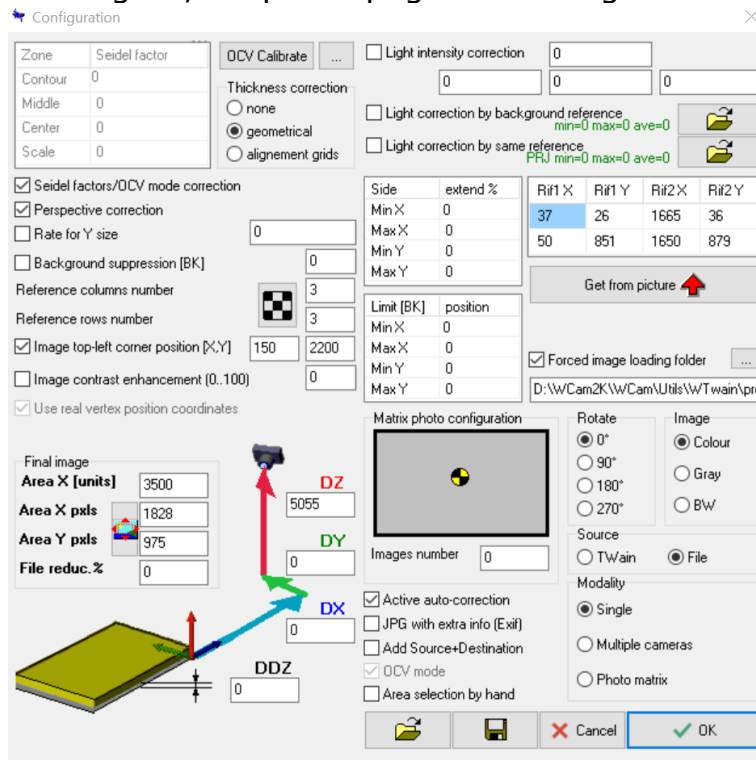 Configuration
Zone Seidel factor
Contour 0
Middle 0
Center 0
Scale 0
OCV Calibrate ...
Thickness correction
none
geometrical
alignement grids
Light intensity correction 0
0 0 0
Light correction by background reference
min=0 max=0 ave=0
Light correction by same reference
PRJ min=0 max=0 ave=0
Seidel factors/OCV mode correction
Perspective correction
Rate for Y size 0
Background suppression [BK] 0
Reference columns number 3
Reference rows number 3
Image top-left corner position [X,Y] 150 2200
Image contrast enhancement (0..100) 0
Use real vertex position coordinates
Side extend %
Min X 0
Max X 0
Min Y 0
Max Y 0
Rif1 X Rif1 Y Rif2 X Rif2 Y
37 26 1665 36
50 851 1650 879
Get from picture
Limit [BK] position
Min X 0
Max X 0
Min Y 0
Max Y 0
Forced image loading folder ...
D:\WCam2K\WCam\Utils\WTwain\pr
Final image
Area X [units] 3500
Area X pxls 1828
Area Y pxls 975
File reduc.% 0
DZ
5055
DY
0
DX
0
DDZ
0
Matrix photo configuration
Images number 0
Rotate
0°
90°
180°
270°
Image
Colour
Gray
BW
Source
TWain File
Modality
Single
Multiple cameras
Photo matrix
Active auto-correction
JPG with extra info (Exif)
Add Source+Destination
OCV mode
Area selection by hand
Cancel OK